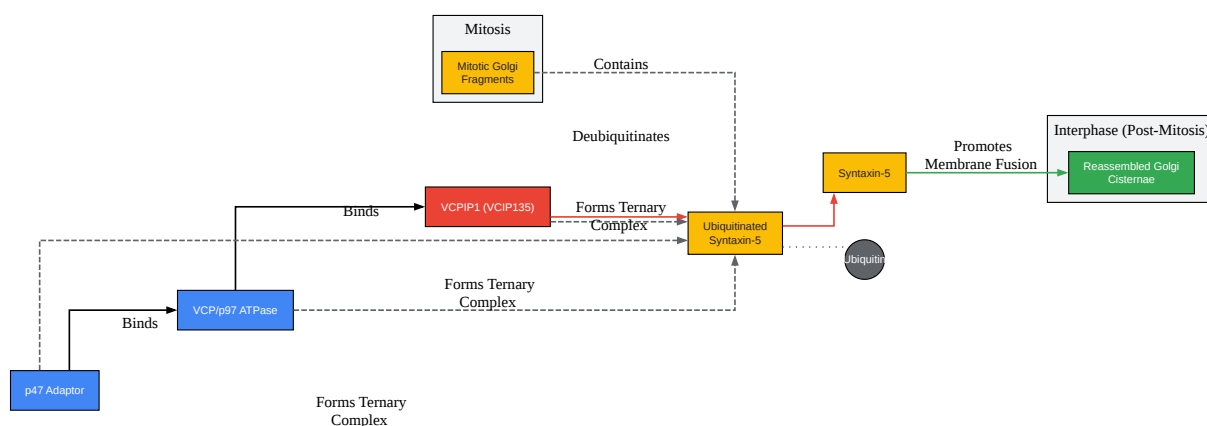 Mitosis
Mitotic Golgi
Fragments
Contains
Deubiquitinates
Interphase (Post-Mitosis)
Promotes
Membrane Fusion
Syntaxin-5
Reassembled Golgi
Cisternae
VCPIP1 (VCIP135)
Binds
Forms Ternary
Complex
Ubiquitinated
Syntaxin-5
Ubiquitin
Forms Ternary
Complex
VCP/p97 ATPase
Binds
p47 Adaptor
Forms Ternary
Complex